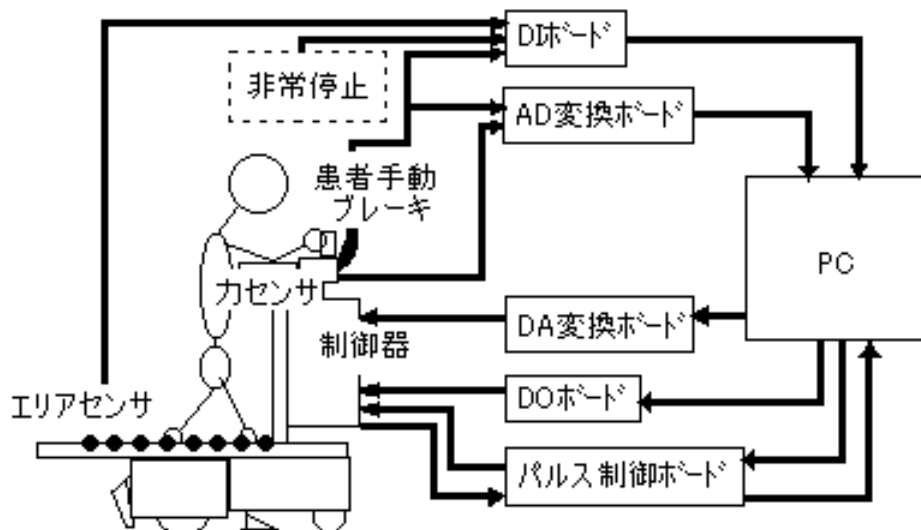 DIボード
非常停止
AD変換ボード
患者手動
ブレーキ
PC
力センサ
DA変換ボード
制御器
DOボード
エリアセンサ
パルス制御ボード